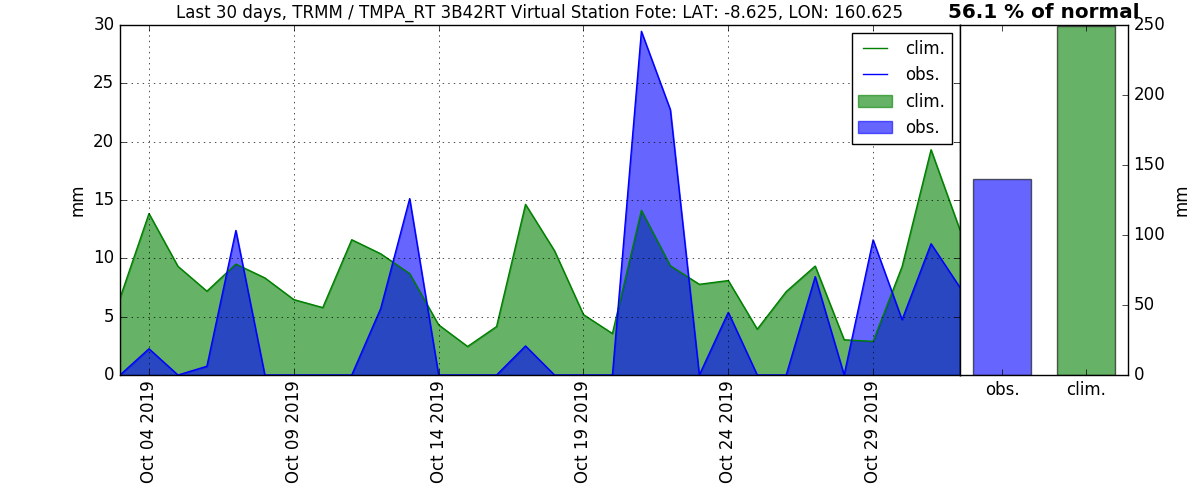 Last 30 days, TRMM / TMPA_RT 3B42RT Virtual Station Fote: LAT: -8.625, LON: 160.625
56.1 % of normal
30
25
20
15
10
5
0
mm
clim.
obs.
clim.
obs.
Oct 04 2019
Oct 09 2019
Oct 14 2019
Oct 19 2019
Oct 24 2019
Oct 29 2019
250
200
150
100
50
0
mm
obs.
clim.